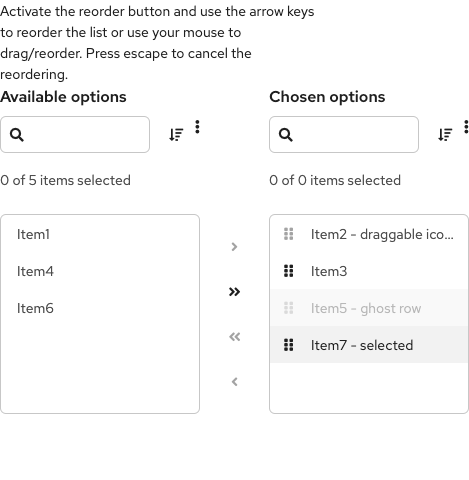 Activate the reorder button and use the arrow keys
to reorder the list or use your mouse to
drag/reorder. Press escape to cancel the
reordering.
Available options
Chosen options
0 of 5 items selected
0 of 0 items selected
Item1
Item4
Item6
Item2 - draggable ico...
Item3
Item5 - ghost row
Item7 - selected